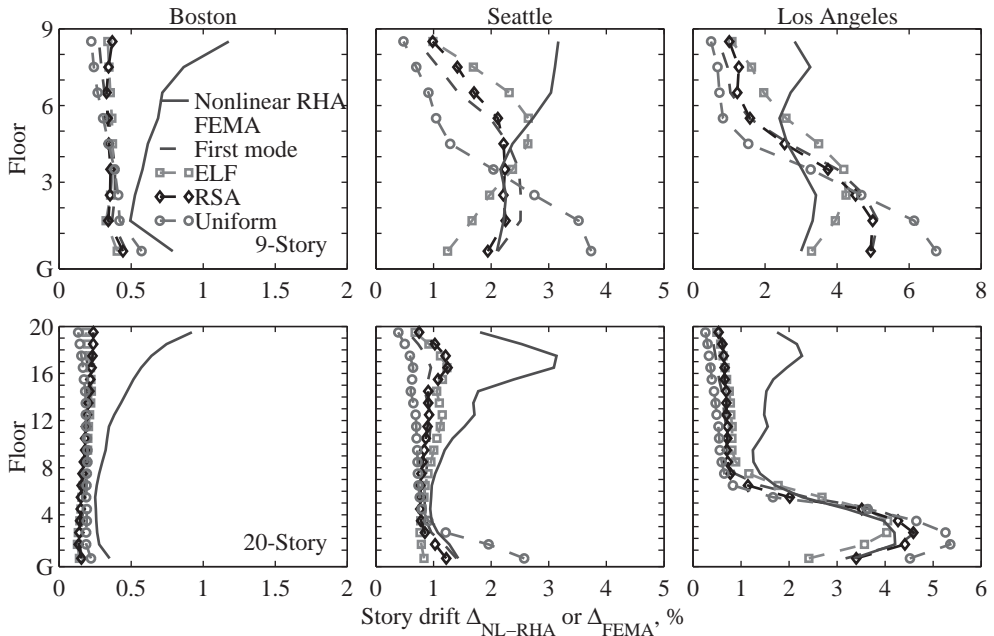 Boston Seattle Los Angeles
9
6
3
G
Floor
Nonlinear RHA
FEMA
First mode
ELF
RSA
Uniform
9-Story
0 0.5 1 1.5 2
0 1 2 3 4 5
0 2 4 6 8
20
16
12
8
4
G
Floor
20-Story
0 0.5 1 1.5 2
0 1 2 3 4 5
0 1 2 3 4 5 6
Story drift Δ_NL−RHA or Δ_FEMA, %